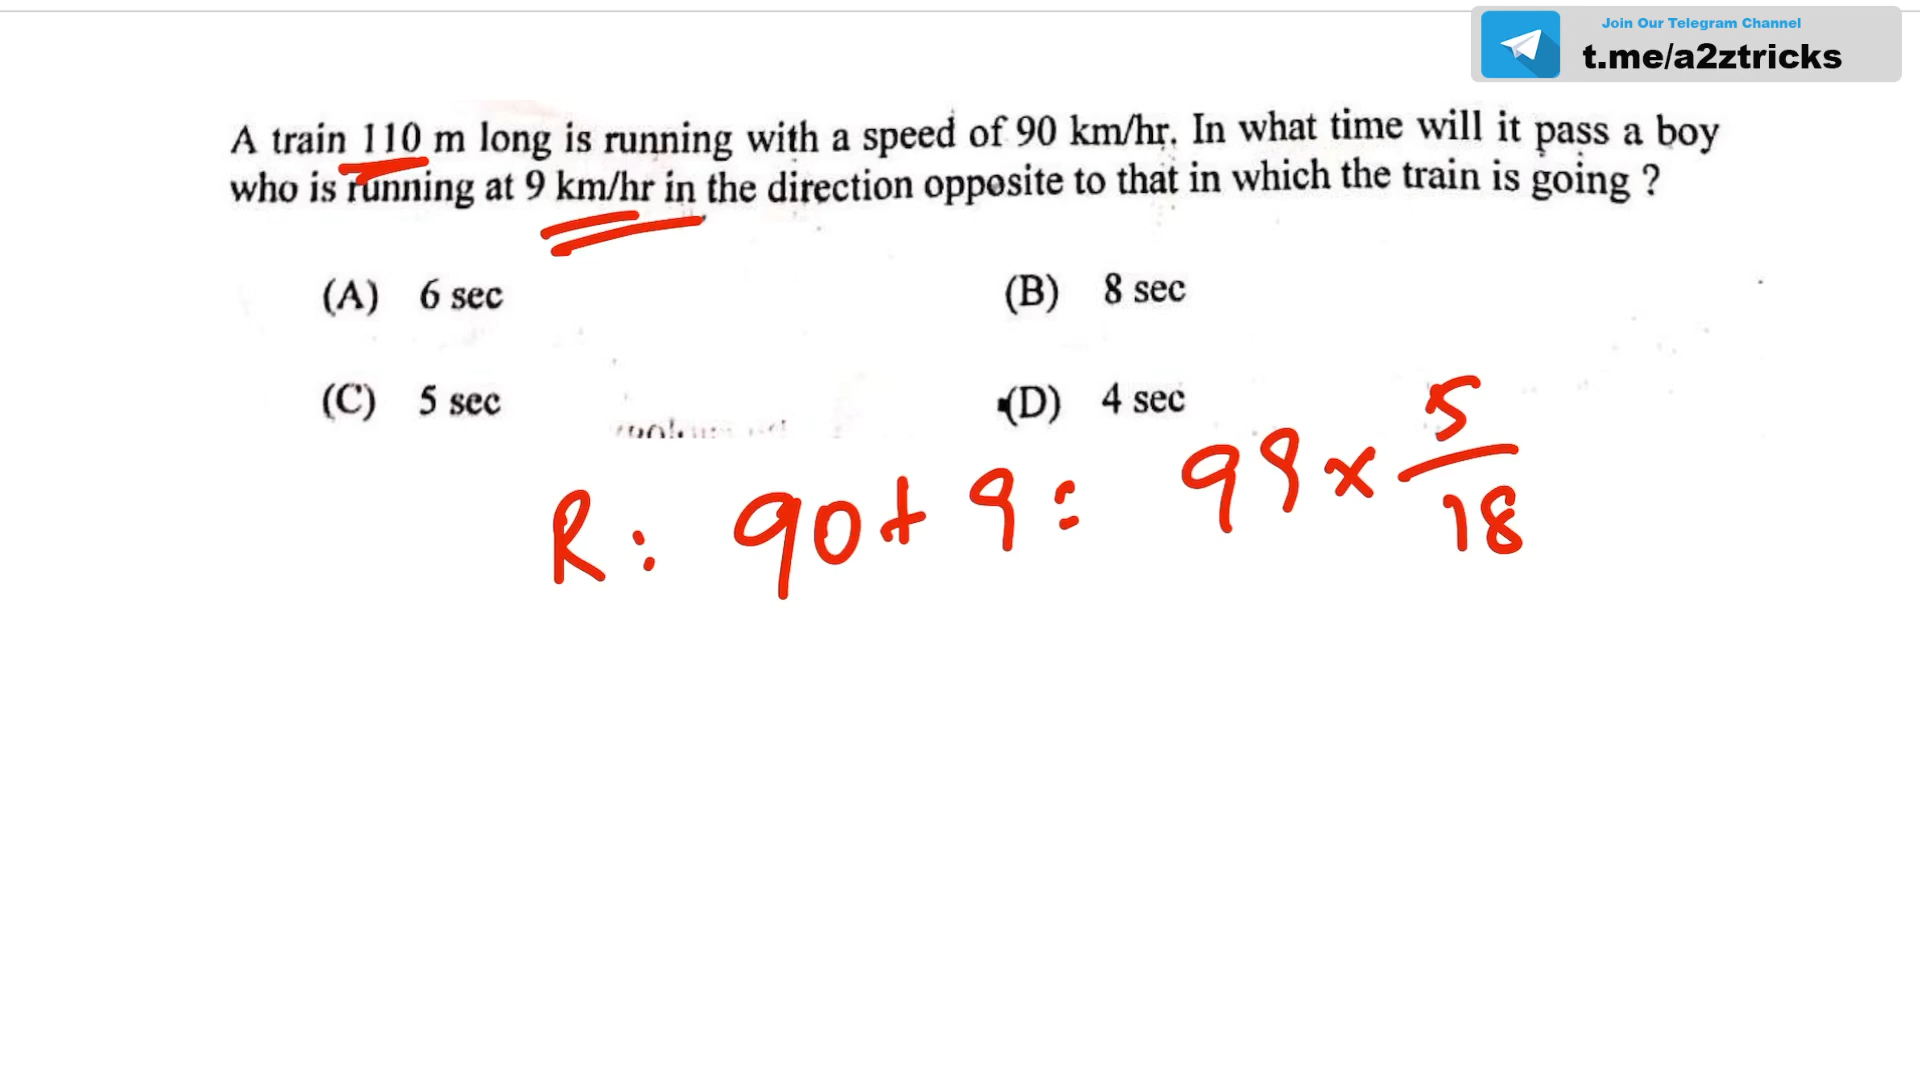 Join Our Telegram Channel
t.me/a2ztricks
A train 110 m long is running with a speed of 90 km/hr. In what time will it pass a boy
who is running at 9 km/hr in the direction opposite to that in which the train is going ?
(A) 6 sec (B) 8 sec
(C) 5 sec (D) 4 sec
R: 90+9= 99 × 5/18